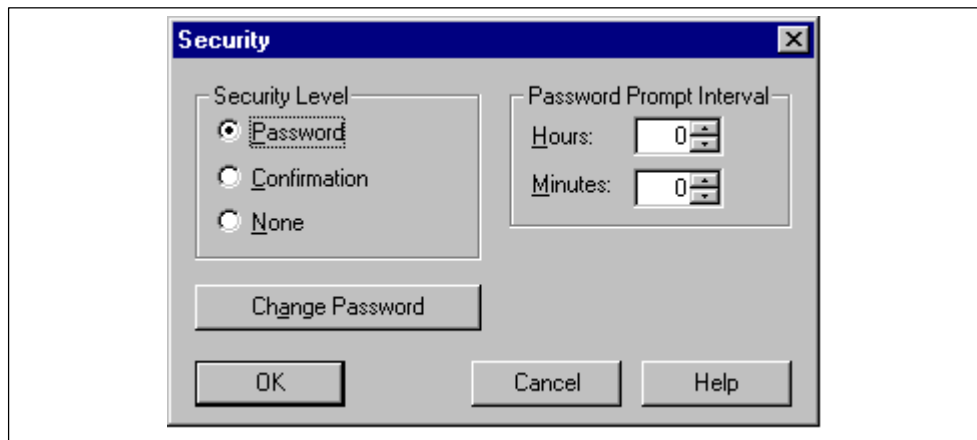 Security
Security Level
Password
Confirmation
None
Password Prompt Interval
Hours: 0
Minutes: 0
Change Password
OK
Cancel
Help